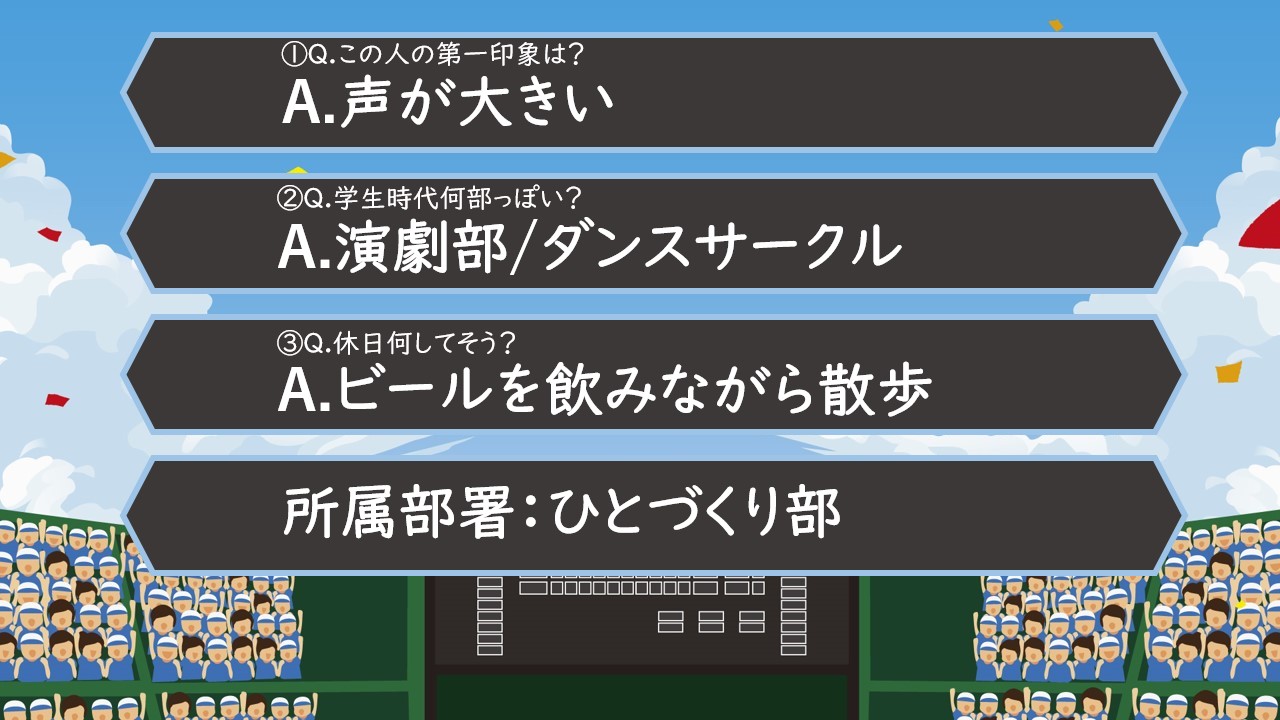 ①Q.この人の第一印象は?
A.声が大きい
②Q.学生時代何部っぽい?
A.演劇部/ダンスサークル
③Q.休日何してそう?
A.ビールを飲みながら散歩
所属部署：ひとづくり部